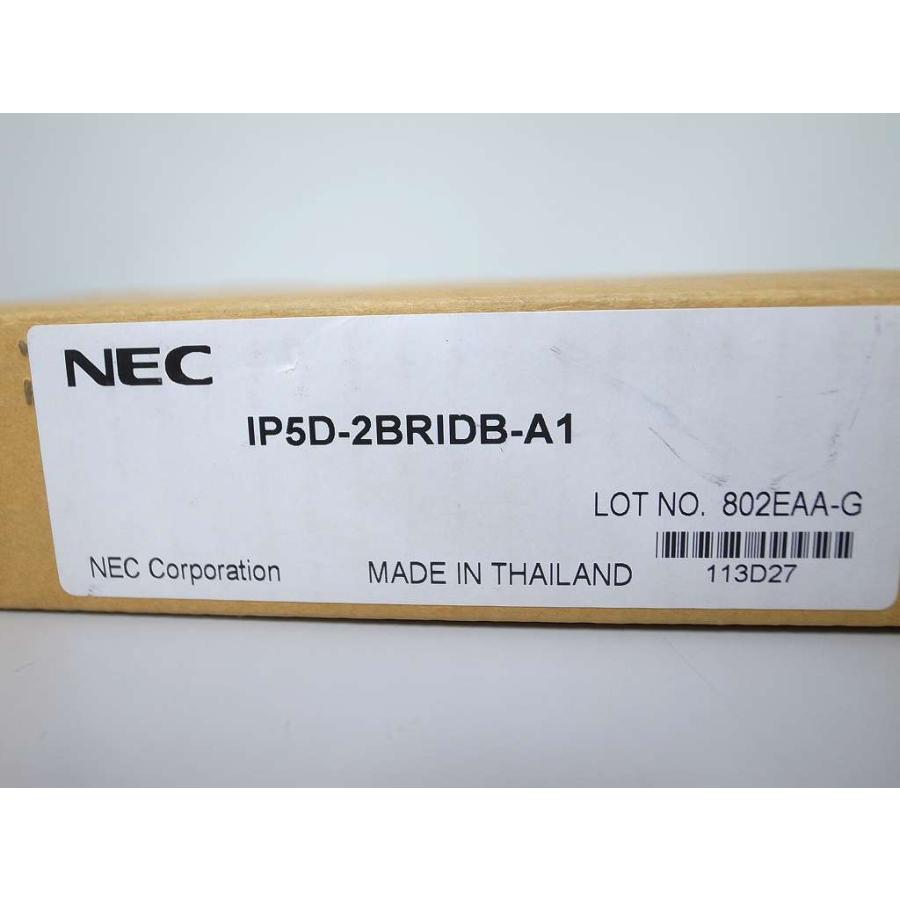 NEC
IP5D-2BRIDB-A1
LOT NO. 802EAA-G
NEC Corporation MADE IN THAILAND 113D27